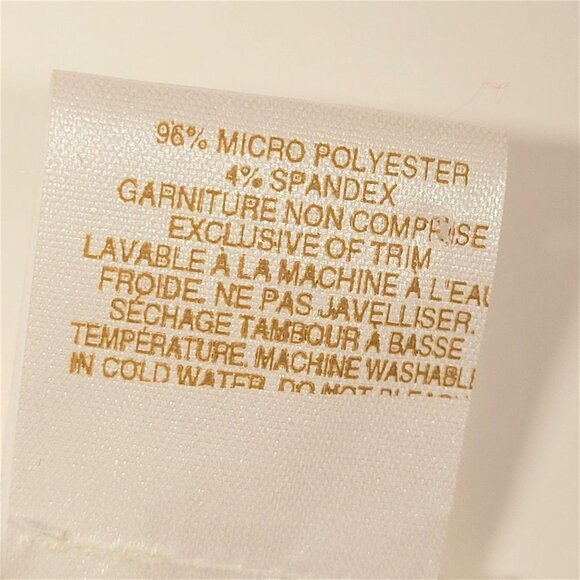 96% MICRO POLYESTER
4% SPANDEX
GARNITURE NON COMPRISE
EXCLUSIVE OF TRIM
LAVABLE À LA MACHINE À L'EAU
FROIDE. NE PAS JAVELLISER.
SÉCHAGE TAMBOUR À BASSE
TEMPÉRATURE. MACHINE WASHABLE
IN COLD WATER. DO NOT BLEACH